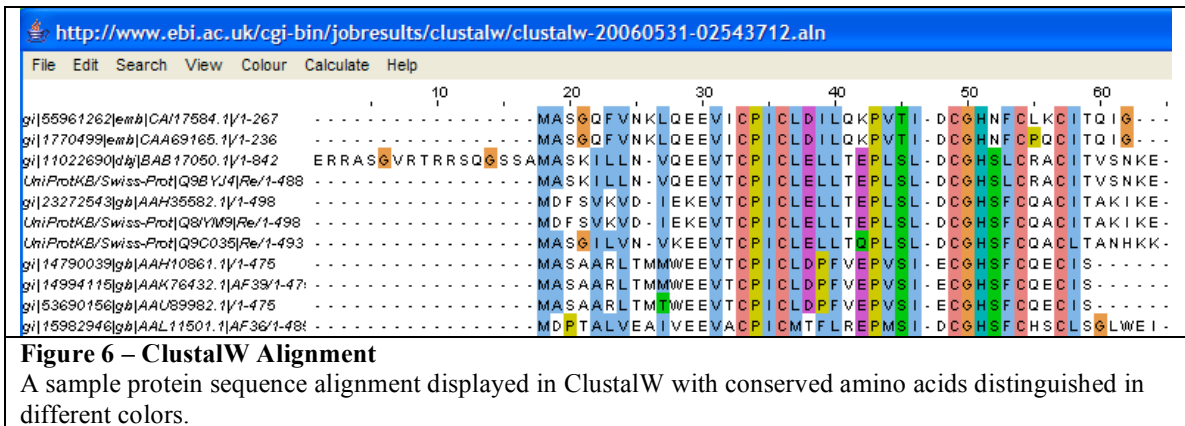 http://www.ebi.ac.uk/cgi-bin/jobresults/clustalw/clustalw-20060531-02543712.aln
File Edit Search View Colour Calculate Help
10 20 30 40 50 60
gi|55961262|emb|CAI17584.1|/1-267 -----------------MASGQFVNKLQEEVICPICLDILQKPVTI-DCGHNFCLKCITQIG---
gi|1770499|emb|CAA69165.1|/1-236 -----------------MASGQFVNKLQEEVICPICLDILQKPVTI-DCGHNFCPQCITQIG---
gi|11022690|dbj|BAB17050.1|/1-842 ERRASGVRTRRSQGSSAMASKILLN-VQEEVTCPICLELLTEPLSL-DCGHSLCRACITVSNKE-
UniProtKB/Swiss-Prot|Q9BYJ4|Re/1-488 -----------------MASKILLN-VQEEVTCPICLELLTEPLSL-DCGHSLCRACITVSNKE-
gi|23272543|gb|AAH35582.1|/1-498 -----------------MDFSVKVD-IEKEVTCPICLELLTEPLSL-DCGHSFCQACITAKIKE-
UniProtKB/Swiss-Prot|Q8IYM9|Re/1-498 -----------------MDFSVKVD-IEKEVTCPICLELLTEPLSL-DCGHSFCQACITAKIKE-
UniProtKB/Swiss-Prot|Q9C035|Re/1-493 -----------------MASGILVN-VKEEVTCPICLELLTQPLSL-DCGHSFCQACLTANHKK-
gi|14790039|gb|AAH10861.1|/1-475 -----------------MASAARLTMMWEEVTCPICLDPFVEPVSI-ECGHSFCQECIS------
gi|14994115|gb|AAK76432.1|AF39/1-47: -----------------MASAARLTMMWEEVTCPICLDPFVEPVSI-ECGHSFCQECIS------
gi|53690156|gb|AAU89982.1|/1-475 -----------------MASAARLTMTWEEVTCPICLDPFVEPVSI-ECGHSFCQECIS------
gi|15982946|gb|AAL11501.1|AF36/1-48 -----------------MDPTALVEAIVEEVACPICMTFLREPMSI-DCGHSFCHSCLSGLWEI-
Figure 6 – ClustalW Alignment
A sample protein sequence alignment displayed in ClustalW with conserved amino acids distinguished in
different colors.